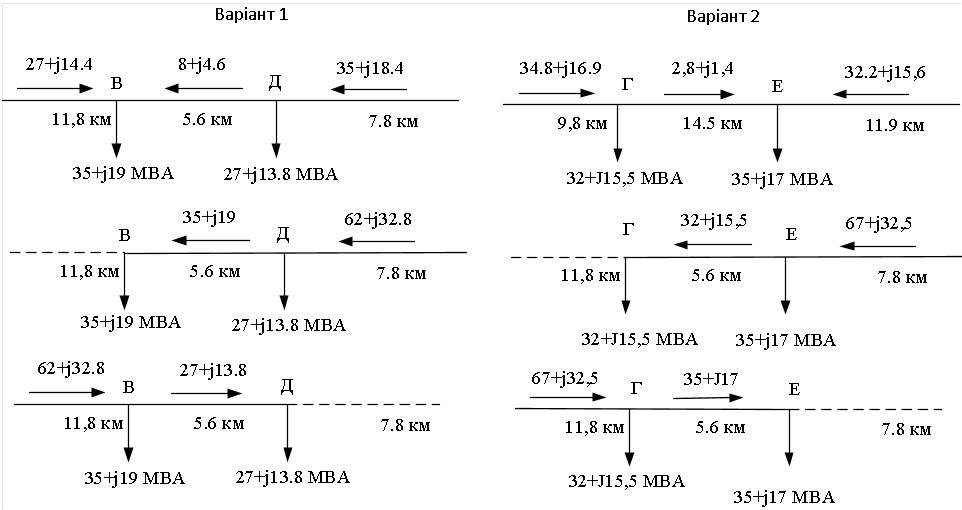 Варіант 1
27+j14.4
8+j4.6
35+j18.4
В
Д
11,8 км
5.6 км
7.8 км
35+j19 МВА
27+j13.8 МВА
35+j19
62+j32.8
В
Д
11,8 км
5.6 км
7.8 км
35+j19 МВА
27+j13.8 МВА
62+j32.8
27+j13.8
В
Д
11,8 км
5.6 км
7.8 км
35+j19 МВА
27+j13.8 МВА
Варіант 2
34.8+j16.9
2,8+j1,4
32.2+j15,6
Г
Е
9,8 км
14.5 км
11.9 км
32+J15,5 МВА
35+j17 МВА
32+j15,5
67+j32,5
Г
Е
11,8 км
5.6 км
7.8 км
32+J15,5 МВА
35+j17 МВА
67+j32,5
35+J17
Г
Е
11,8 км
5.6 км
7.8 км
32+J15,5 МВА
35+j17 МВА